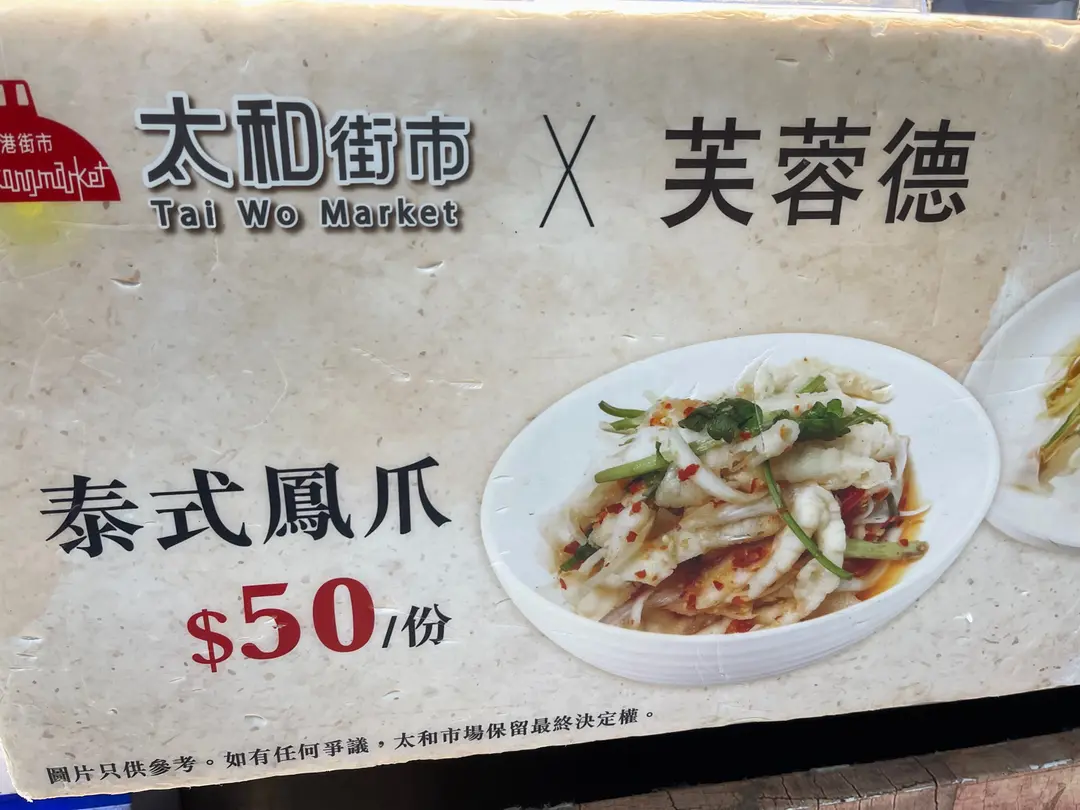 港街市
太和街市 X 芙蓉德
Tai Wo Market
泰式鳳爪
$50/份
圖片只供參考。如有任何爭議，太和市場保留最終決定權。